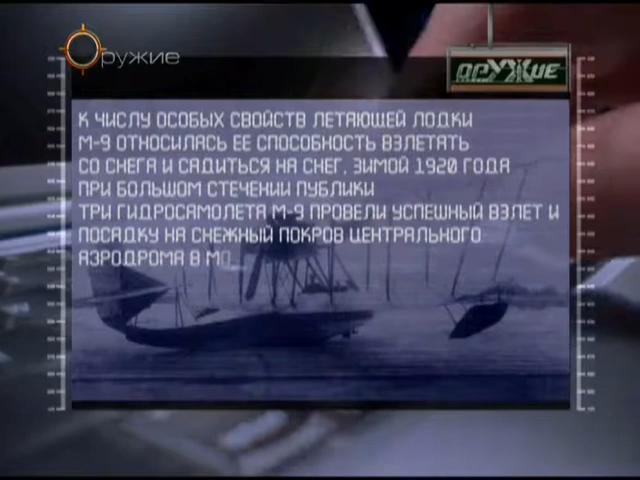 Оружие
ОРУЖИЕ
К ЧИСЛУ ОСОБЫХ СВОЙСТВ ЛЕТАЮЩЕЙ ЛОДКИ
М-9 ОТНОСИЛАСЬ ЕЕ СПОСОБНОСТЬ ВЗЛЕТАТЬ
СО СНЕГА И САДИТЬСЯ НА СНЕГ. ЗИМОЙ 1920 ГОДА
ПРИ БОЛЬШОМ СТЕЧЕНИИ ПУБЛИКИ
ТРИ ГИДРОСАМОЛЕТА М-9 ПРОВЕЛИ УСПЕШНЫЙ ВЗЛЕТ И
ПОСАДКУ НА СНЕЖНЫЙ ПОКРОВ ЦЕНТРАЛЬНОГО
АЭРОДРОМА В МО